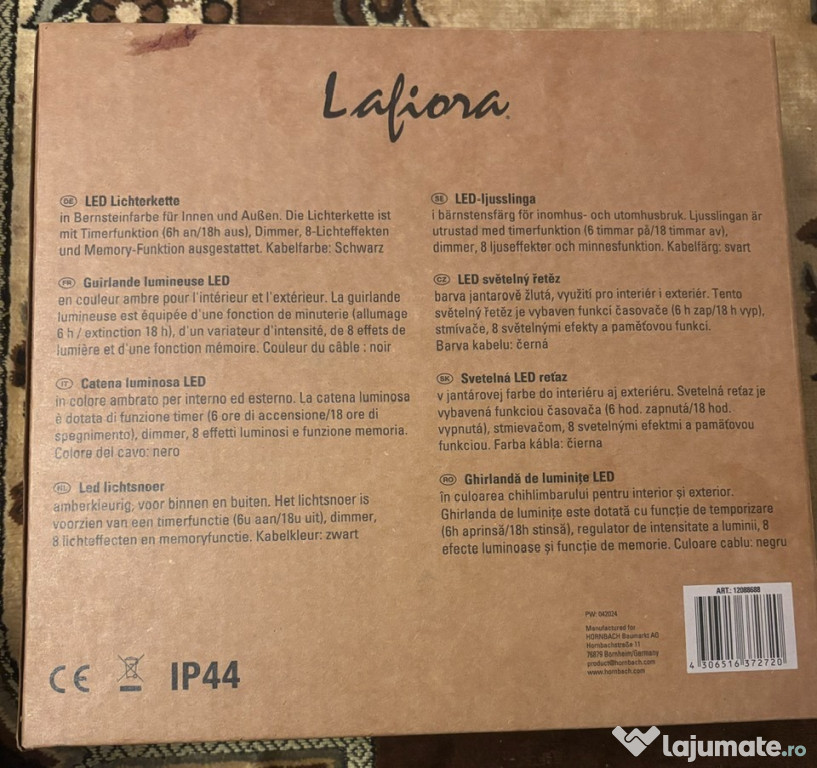 Lafiora
DE LED Lichterkette
in Bernsteinfarbe für Innen und Außen. Die Lichterkette ist
mit Timerfunktion (6h an/18h aus), Dimmer, 8-Lichteffekten
und Memory-Funktion ausgestattet. Kabelfarbe: Schwarz
FR Guirlande lumineuse LED
en couleur ambre pour l'intérieur et l'extérieur. La guirlande
lumineuse est équipée d'une fonction de minuterie (allumage
6 h / extinction 18 h), d'un variateur d'intensité, de 8 effets de
lumière et d'une fonction mémoire. Couleur du câble : noir
IT Catena luminosa LED
in colore ambrato per interno ed esterno. La catena luminosa
è dotata di funzione timer (6 ore di accensione/18 ore di
spegnimento), dimmer, 8 effetti luminosi e funzione memoria.
Colore del cavo: nero
NL Led lichtsnoer
amberkleurig, voor binnen en buiten. Het lichtsnoer is
voorzien van een timerfunctie (6u aan/18u uit), dimmer,
8 lichteffecten en memoryfunctie. Kabelkleur: zwart
SE LED-ljusslinga
i bärnstensfärg för inomhus- och utomhusbruk. Ljusslingan är
utrustad med timerfunktion (6 timmar på/18 timmar av),
dimmer, 8 ljuseffekter och minnesfunktion. Kabelfärg: svart
CZ LED světelný řetěz
barva jantarově žlutá, využití pro interiér i exteriér. Tento
světelný řetěz je vybaven funkcí časovače (6 h zap/18 h vyp),
stmívače, 8 světelnými efekty a paměťovou funkcí.
Barva kabelu: černá
SK Svetelná LED reťaz
v jantárovej farbe do interiéru aj exteriéru. Svetelná reťaz je
vybavená funkciou časovača (6 hod. zapnutá/18 hod.
vypnutá), stmievačom, 8 svetelnými efektmi a pamäťovou
funkciou. Farba kábla: čierna
RO Ghirlandă de luminițe LED
în culoarea chihlimbarului pentru interior și exterior.
Ghirlanda de luminițe este dotată cu funcție de temporizare
(6h aprinsă/18h stinsă), regulator de intensitate a luminii, 8
efecte luminoase și funcție de memorie. Culoare cablu: negru
CE IP44
PW: 042024
Manufactured for
HORNBACH Baumarkt AG
Hornbachstraße 11
76879 Bornheim/Germany
product@hornbach.com
www.hornbach.com
ART.: 12088688
4 306516 372720
lajumate.ro